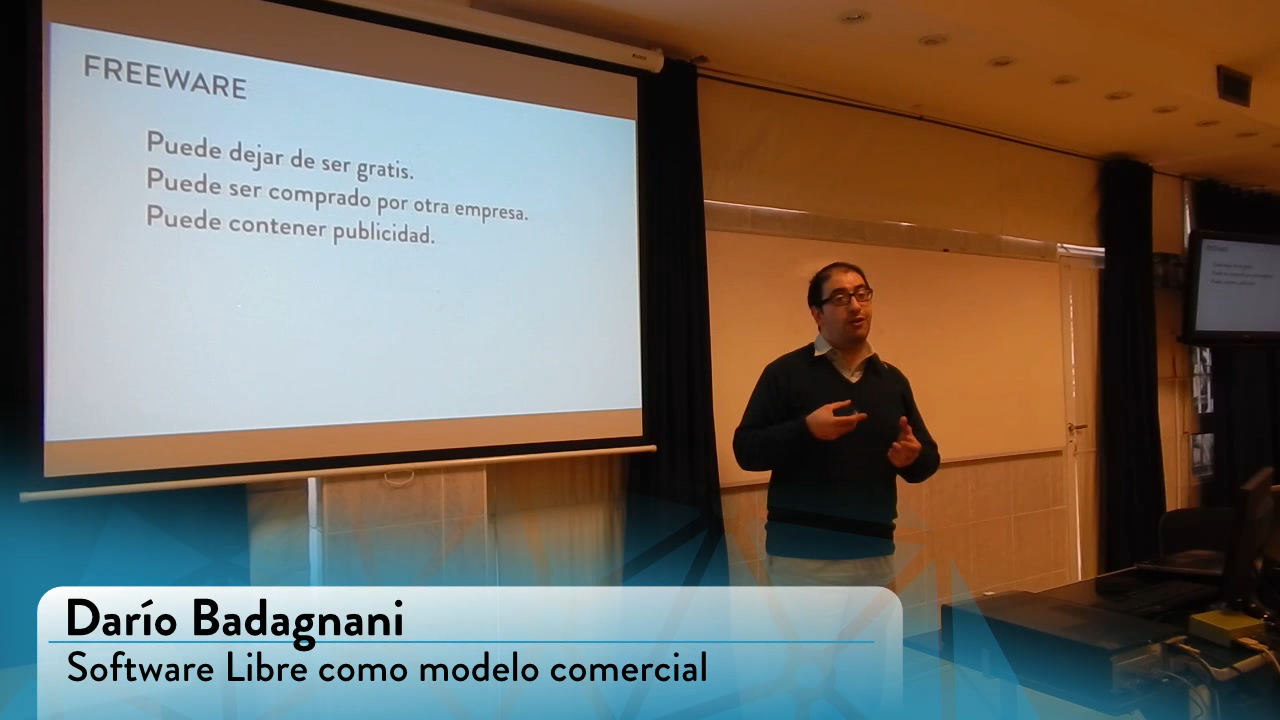 FREEWARE
Puede dejar de ser gratis.
Puede ser comprado por otra empresa.
Puede contener publicidad.
Darío Badagnani
Software Libre como modelo comercial